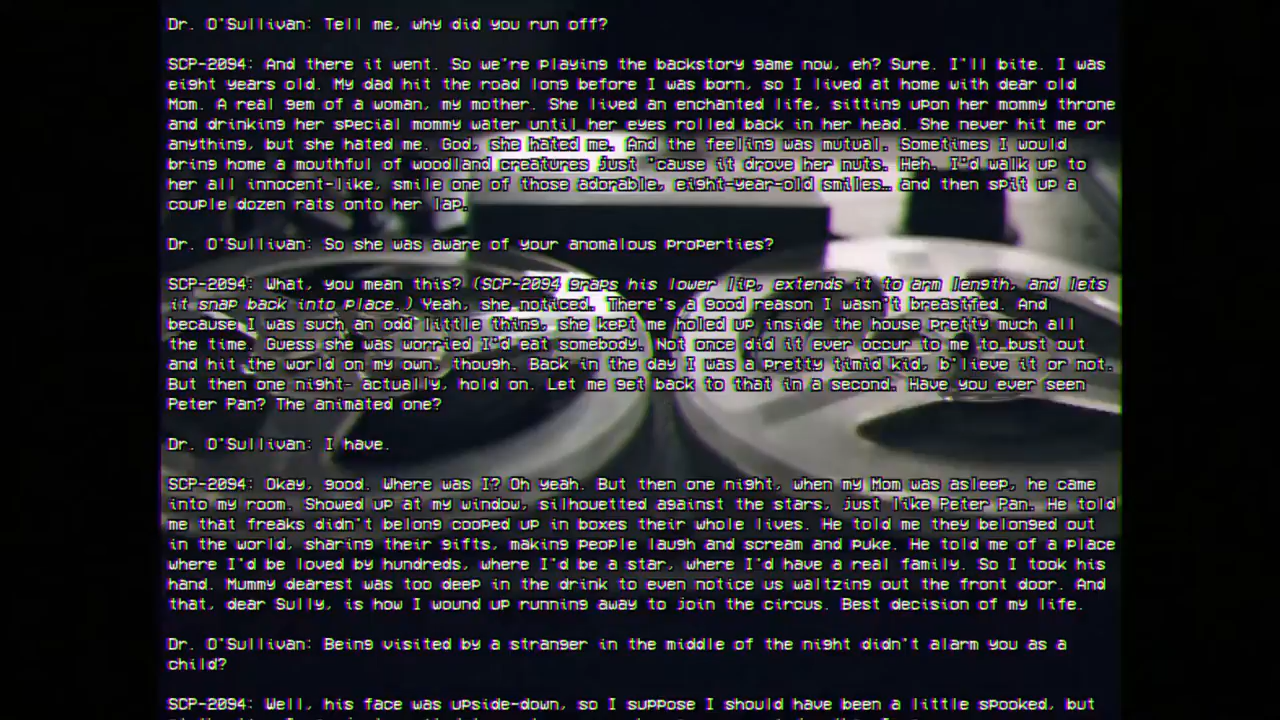 Dr. O'Sullivan: Tell me, why did you run off?
SCP-2094: And there it went. So we're playing the backstory game now, eh? Sure. I'll bite. I was
eight years old. My dad hit the road long before I was born, so I lived at home with dear old
Mom. A real gem of a woman, my mother. She lived an enchanted life, sitting upon her mommy throne
and drinking her special mommy water until her eyes rolled back in her head. She never hit me or
anything, but she hated me. God, she hated me. And the feeling was mutual. Sometimes I would
bring home a mouthful of woodland creatures just 'cause it drove her nuts. Heh. I'd walk up to
her all innocent-like, smile one of those adorable, eight-year-old smiles… and then spit up a
couple dozen rats onto her lap.
Dr. O'Sullivan: So she was aware of your anomalous properties?
SCP-2094: What, you mean this? (SCP-2094 graps his lower lip, extends it to arm length, and lets
it snap back into place.) Yeah, she noticed. There's a good reason I wasn't breastfed. And
because I was such an odd little thing, she kept me holed up inside the house pretty much all
the time. Guess she was worried I'd eat somebody. Not once did it ever occur to me to bust out
and hit the world on my own, though. Back in the day I was a pretty timid kid, b'lieve it or not.
But then one night- actually, hold on. Let me get back to that in a second. Have you ever seen
Peter Pan? The animated one?
Dr. O'Sullivan: I have.
SCP-2094: Okay, good. Where was I? Oh yeah. But then one night, when my Mom was asleep, he came
into my room. Showed up at my window, silhouetted against the stars, just like Peter Pan. He told
me that freaks didn't belong cooped up in boxes their whole lives. He told me they belonged out
in the world, sharing their gifts, making people laugh and scream and puke. He told me of a place
where I'd be loved by hundreds, where I'd be a star, where I'd have a real family. So I took his
hand. Mummy dearest was too deep in the drink to even notice us waltzing out the front door. And
that, dear Sully, is how I wound up running away to join the circus. Best decision of my life.
Dr. O'Sullivan: Being visited by a stranger in the middle of the night didn't alarm you as a
child?
SCP-2094: Well, his face was upside-down, so I suppose I should have been a little spooked, but